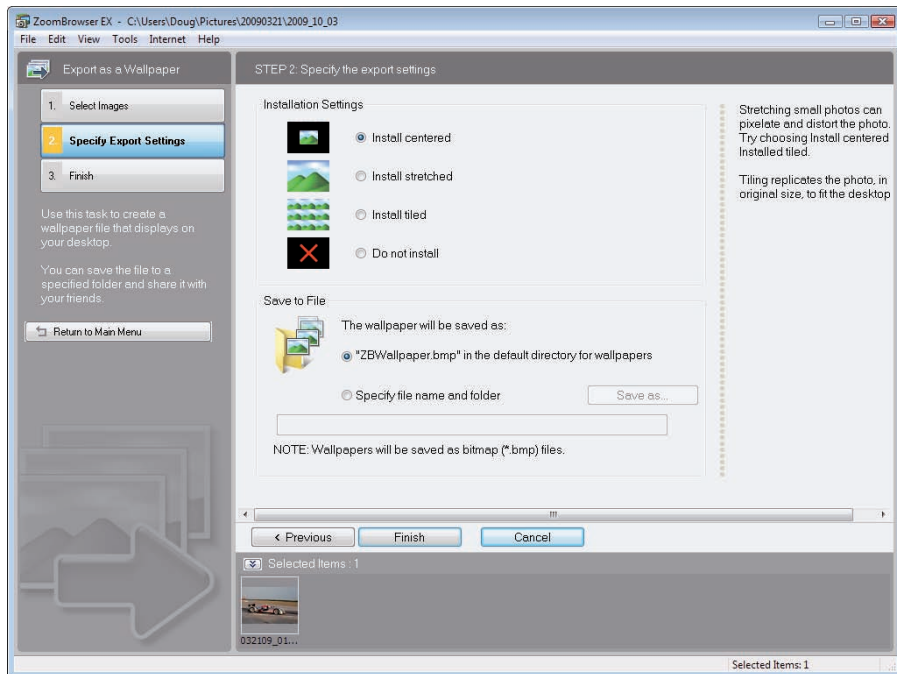 ZoomBrowser EX - C:\Users\Doug\Pictures\20090321\2009_10_03
File Edit View Tools Internet Help
Export as a Wallpaper
1. Select Images
2. Specify Export Settings
3. Finish
Use this task to create a
wallpaper file that displays on
your desktop.
You can save the file to a
specified folder and share it with
your friends.
Return to Main Menu
STEP 2: Specify the export settings
Installation Settings
Install centered
Install stretched
Install tiled
Do not install
Save to File
The wallpaper will be saved as:
"ZBWallpaper.bmp" in the default directory for wallpapers
Specify file name and folder
Save as...
NOTE: Wallpapers will be saved as bitmap (*.bmp) files.
Stretching small photos can
pixelate and distort the photo.
Try choosing Install centered
Installed tiled.
Tiling replicates the photo, in
original size, to fit the desktop
< Previous
Finish
Cancel
Selected Items : 1
032109_01...
Selected Items: 1